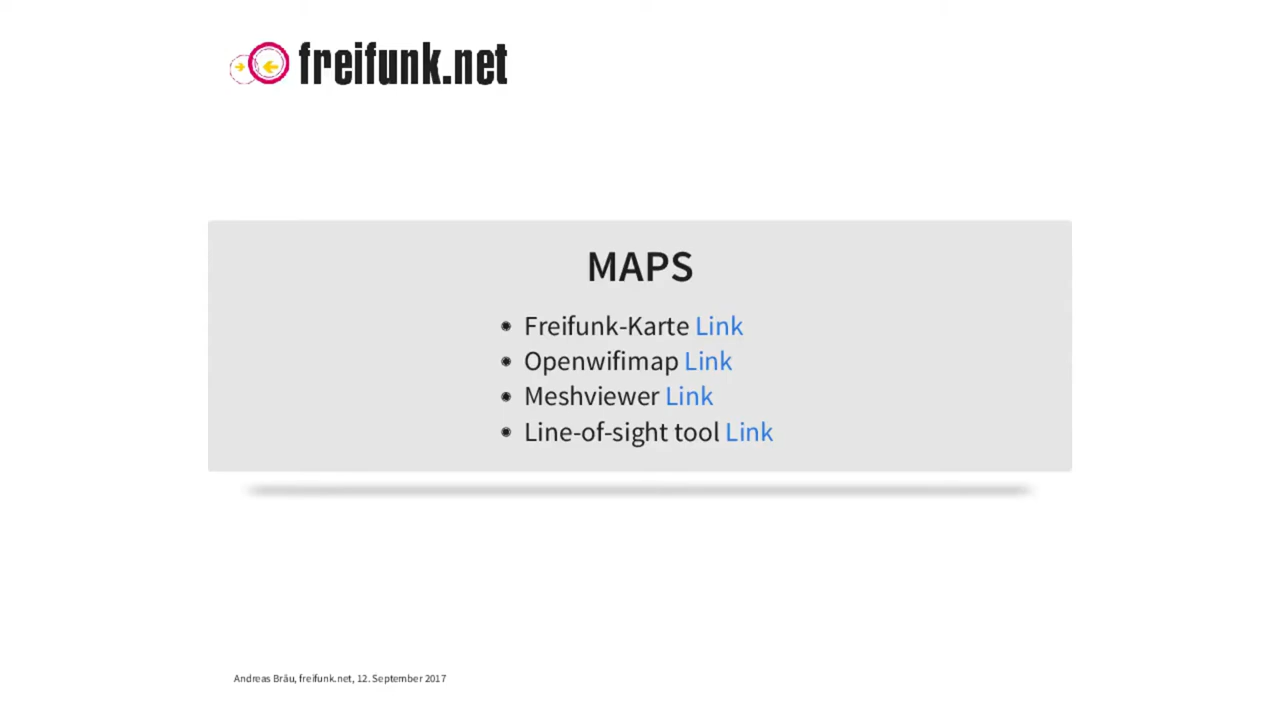 freifunk.net
MAPS
Freifunk-Karte Link
Openwifimap Link
Meshviewer Link
Line-of-sight tool Link
Andreas Bräu, freifunk.net, 12. September 2017